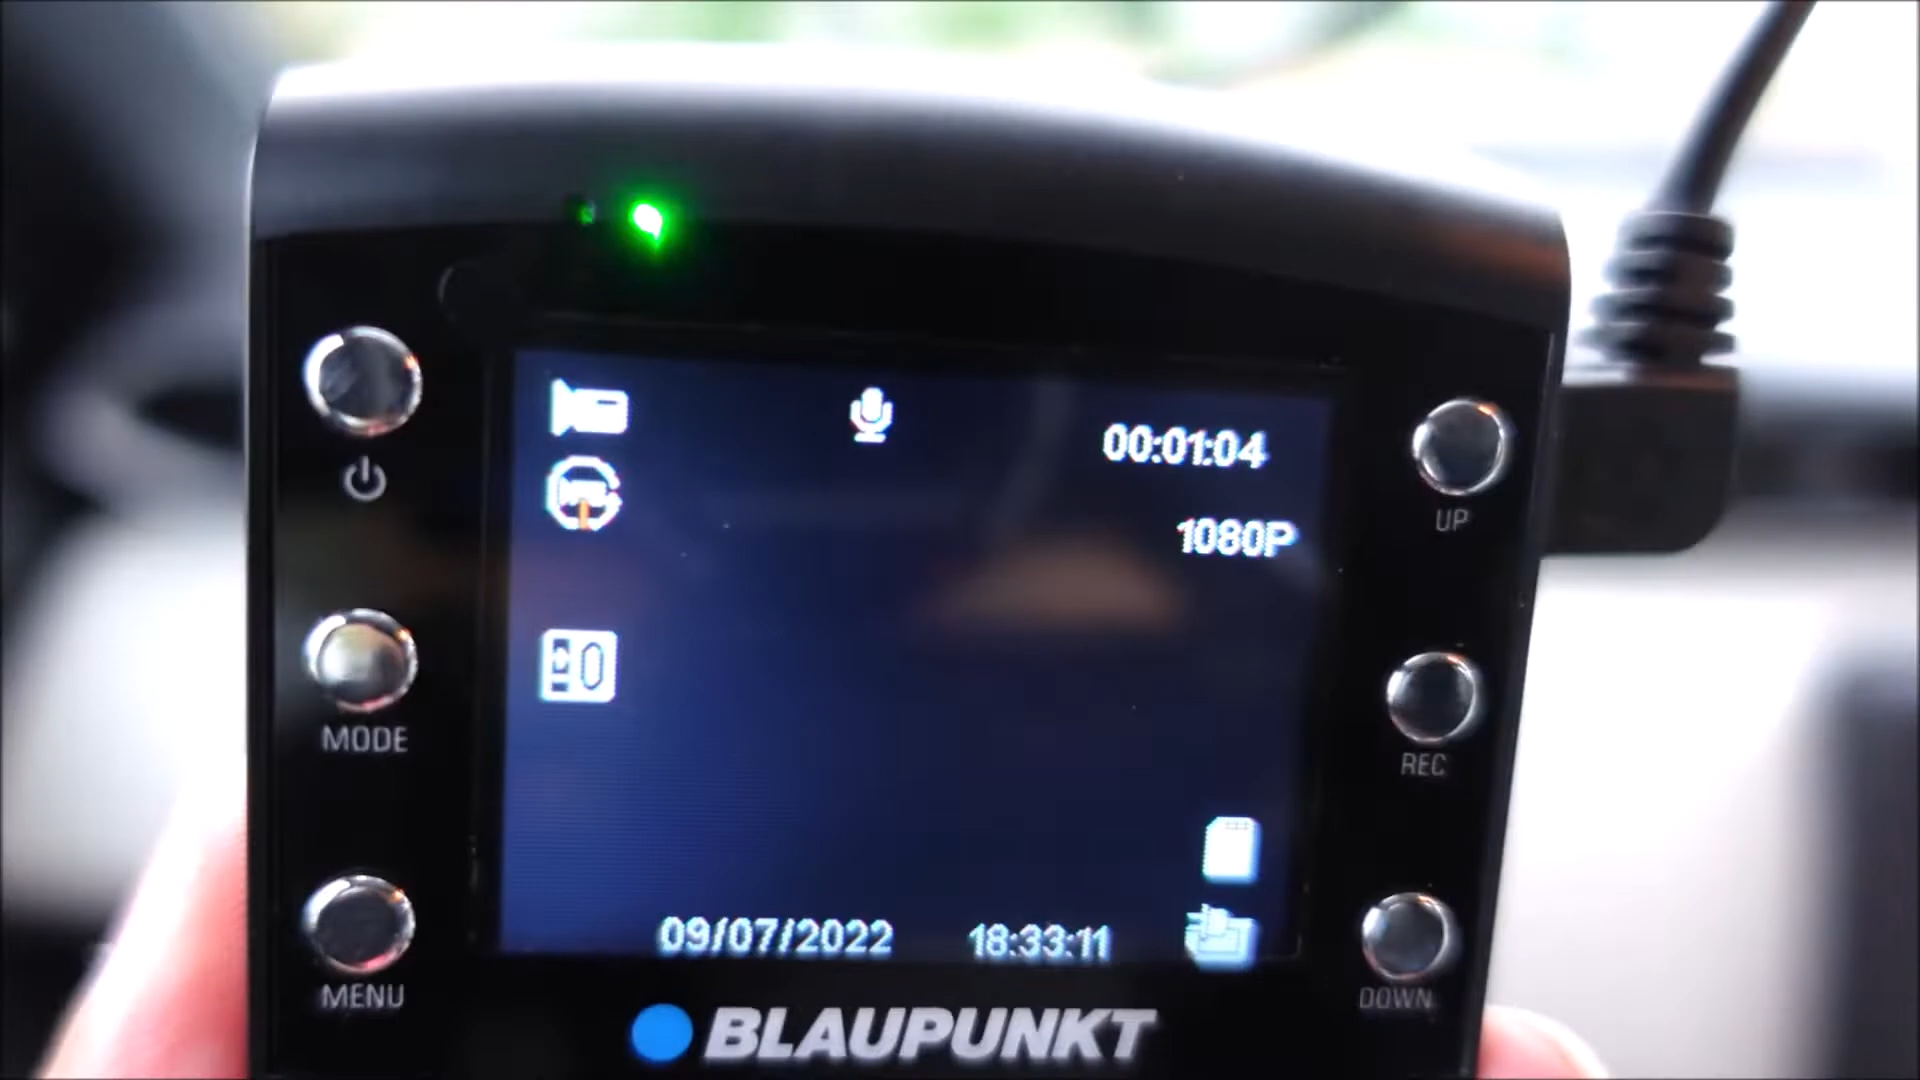 00:01:04
1080P
UP
MODE
REC
09/07/2022 18:33:11
MENU
DOWN
BLAUPUNKT